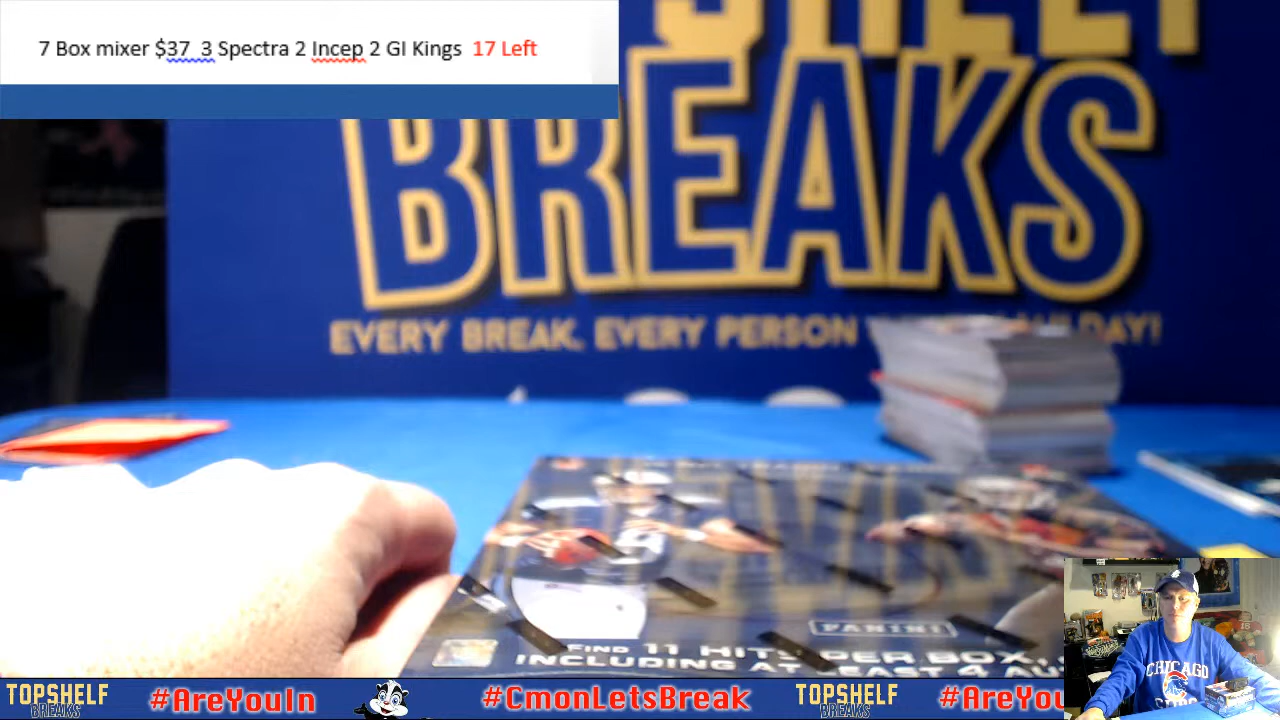 7 Box mixer $37 3 Spectra 2 Incep 2 GI Kings 17 Left
BREAKS
EVERY BREAK, EVERY PERSON
DAY!
PANINI
FIND 11 HITS PER BOX,
INCLUDING AT LEAST 4 AU
CHICAGO
TOPSHELF BREAKS #AreYouIn #CmonLetsBreak TOPSHELF BREAKS #AreYou